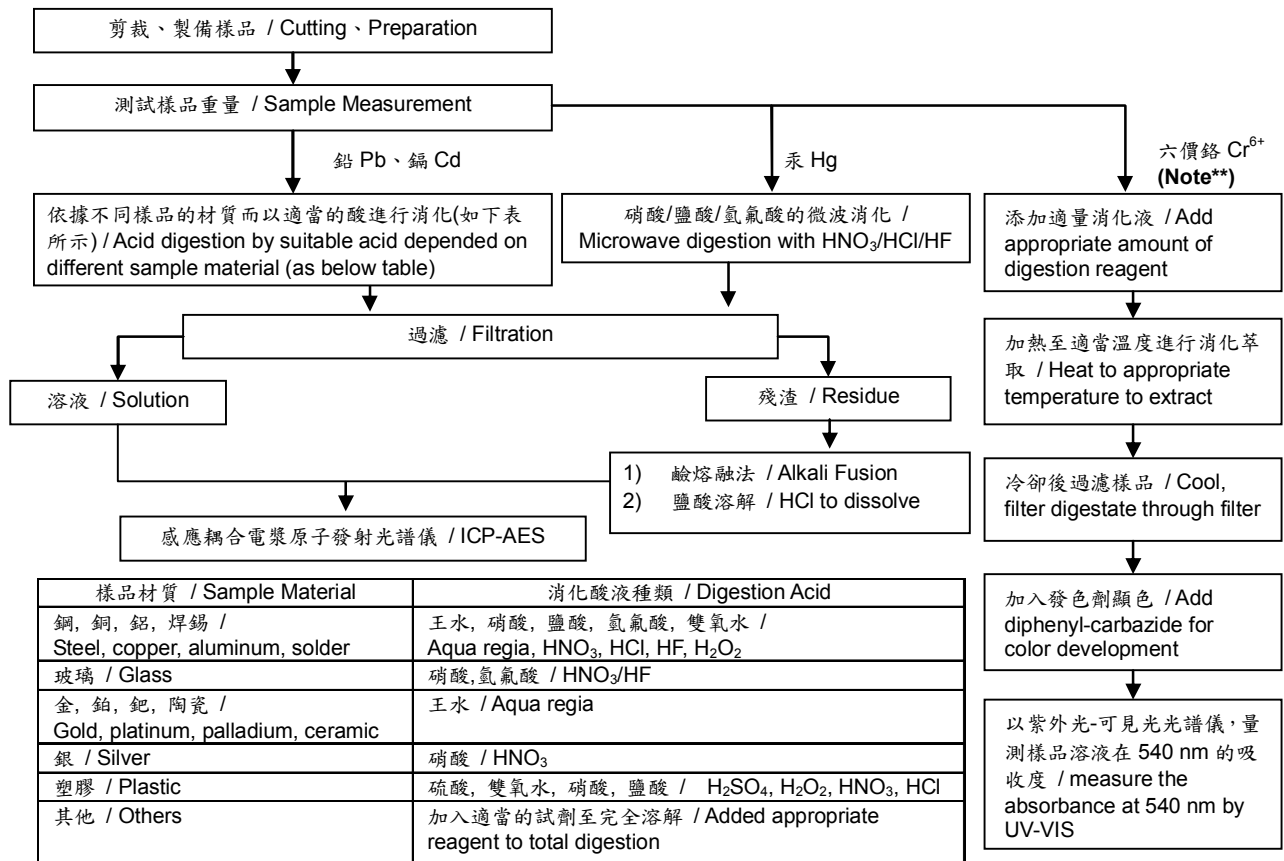 剪裁、製備樣品 / Cutting、Preparation
測試樣品重量 / Sample Measurement
鉛 Pb、鎘 Cd
汞 Hg
六價鉻 Cr⁶⁺
(Note**)
依據不同樣品的材質而以適當的酸進行消化(如下表
所示) / Acid digestion by suitable acid depended on
different sample material (as below table)
硝酸/鹽酸/氫氟酸的微波消化 /
Microwave digestion with HNO₃/HCl/HF
添加適量消化液 / Add
appropriate amount of
digestion reagent
過濾 / Filtration
加熱至適當溫度進行消化萃
取 / Heat to appropriate
temperature to extract
溶液 / Solution
殘渣 / Residue
1) 鹼熔融法 / Alkali Fusion
2) 鹽酸溶解 / HCl to dissolve
冷卻後過濾樣品 / Cool,
filter digestate through filter
感應耦合電漿原子發射光譜儀 / ICP-AES
加入發色劑顯色 / Add
diphenyl-carbazide for
color development
以紫外光-可見光光譜儀，量
測樣品溶液在 540 nm 的吸
收度 / measure the
absorbance at 540 nm by
UV-VIS
樣品材質 / Sample Material
消化酸液種類 / Digestion Acid
鋼, 銅, 鋁, 焊錫 /
Steel, copper, aluminum, solder
王水, 硝酸, 鹽酸, 氫氟酸, 雙氧水 /
Aqua regia, HNO₃, HCl, HF, H₂O₂
玻璃 / Glass
硝酸,氫氟酸 / HNO₃/HF
金, 鉑, 鈀, 陶瓷 /
Gold, platinum, palladium, ceramic
王水 / Aqua regia
銀 / Silver
硝酸 / HNO₃
塑膠 / Plastic
硫酸, 雙氧水, 硝酸, 鹽酸 / H₂SO₄, H₂O₂, HNO₃, HCl
其他 / Others
加入適當的試劑至完全溶解 / Added appropriate
reagent to total digestion